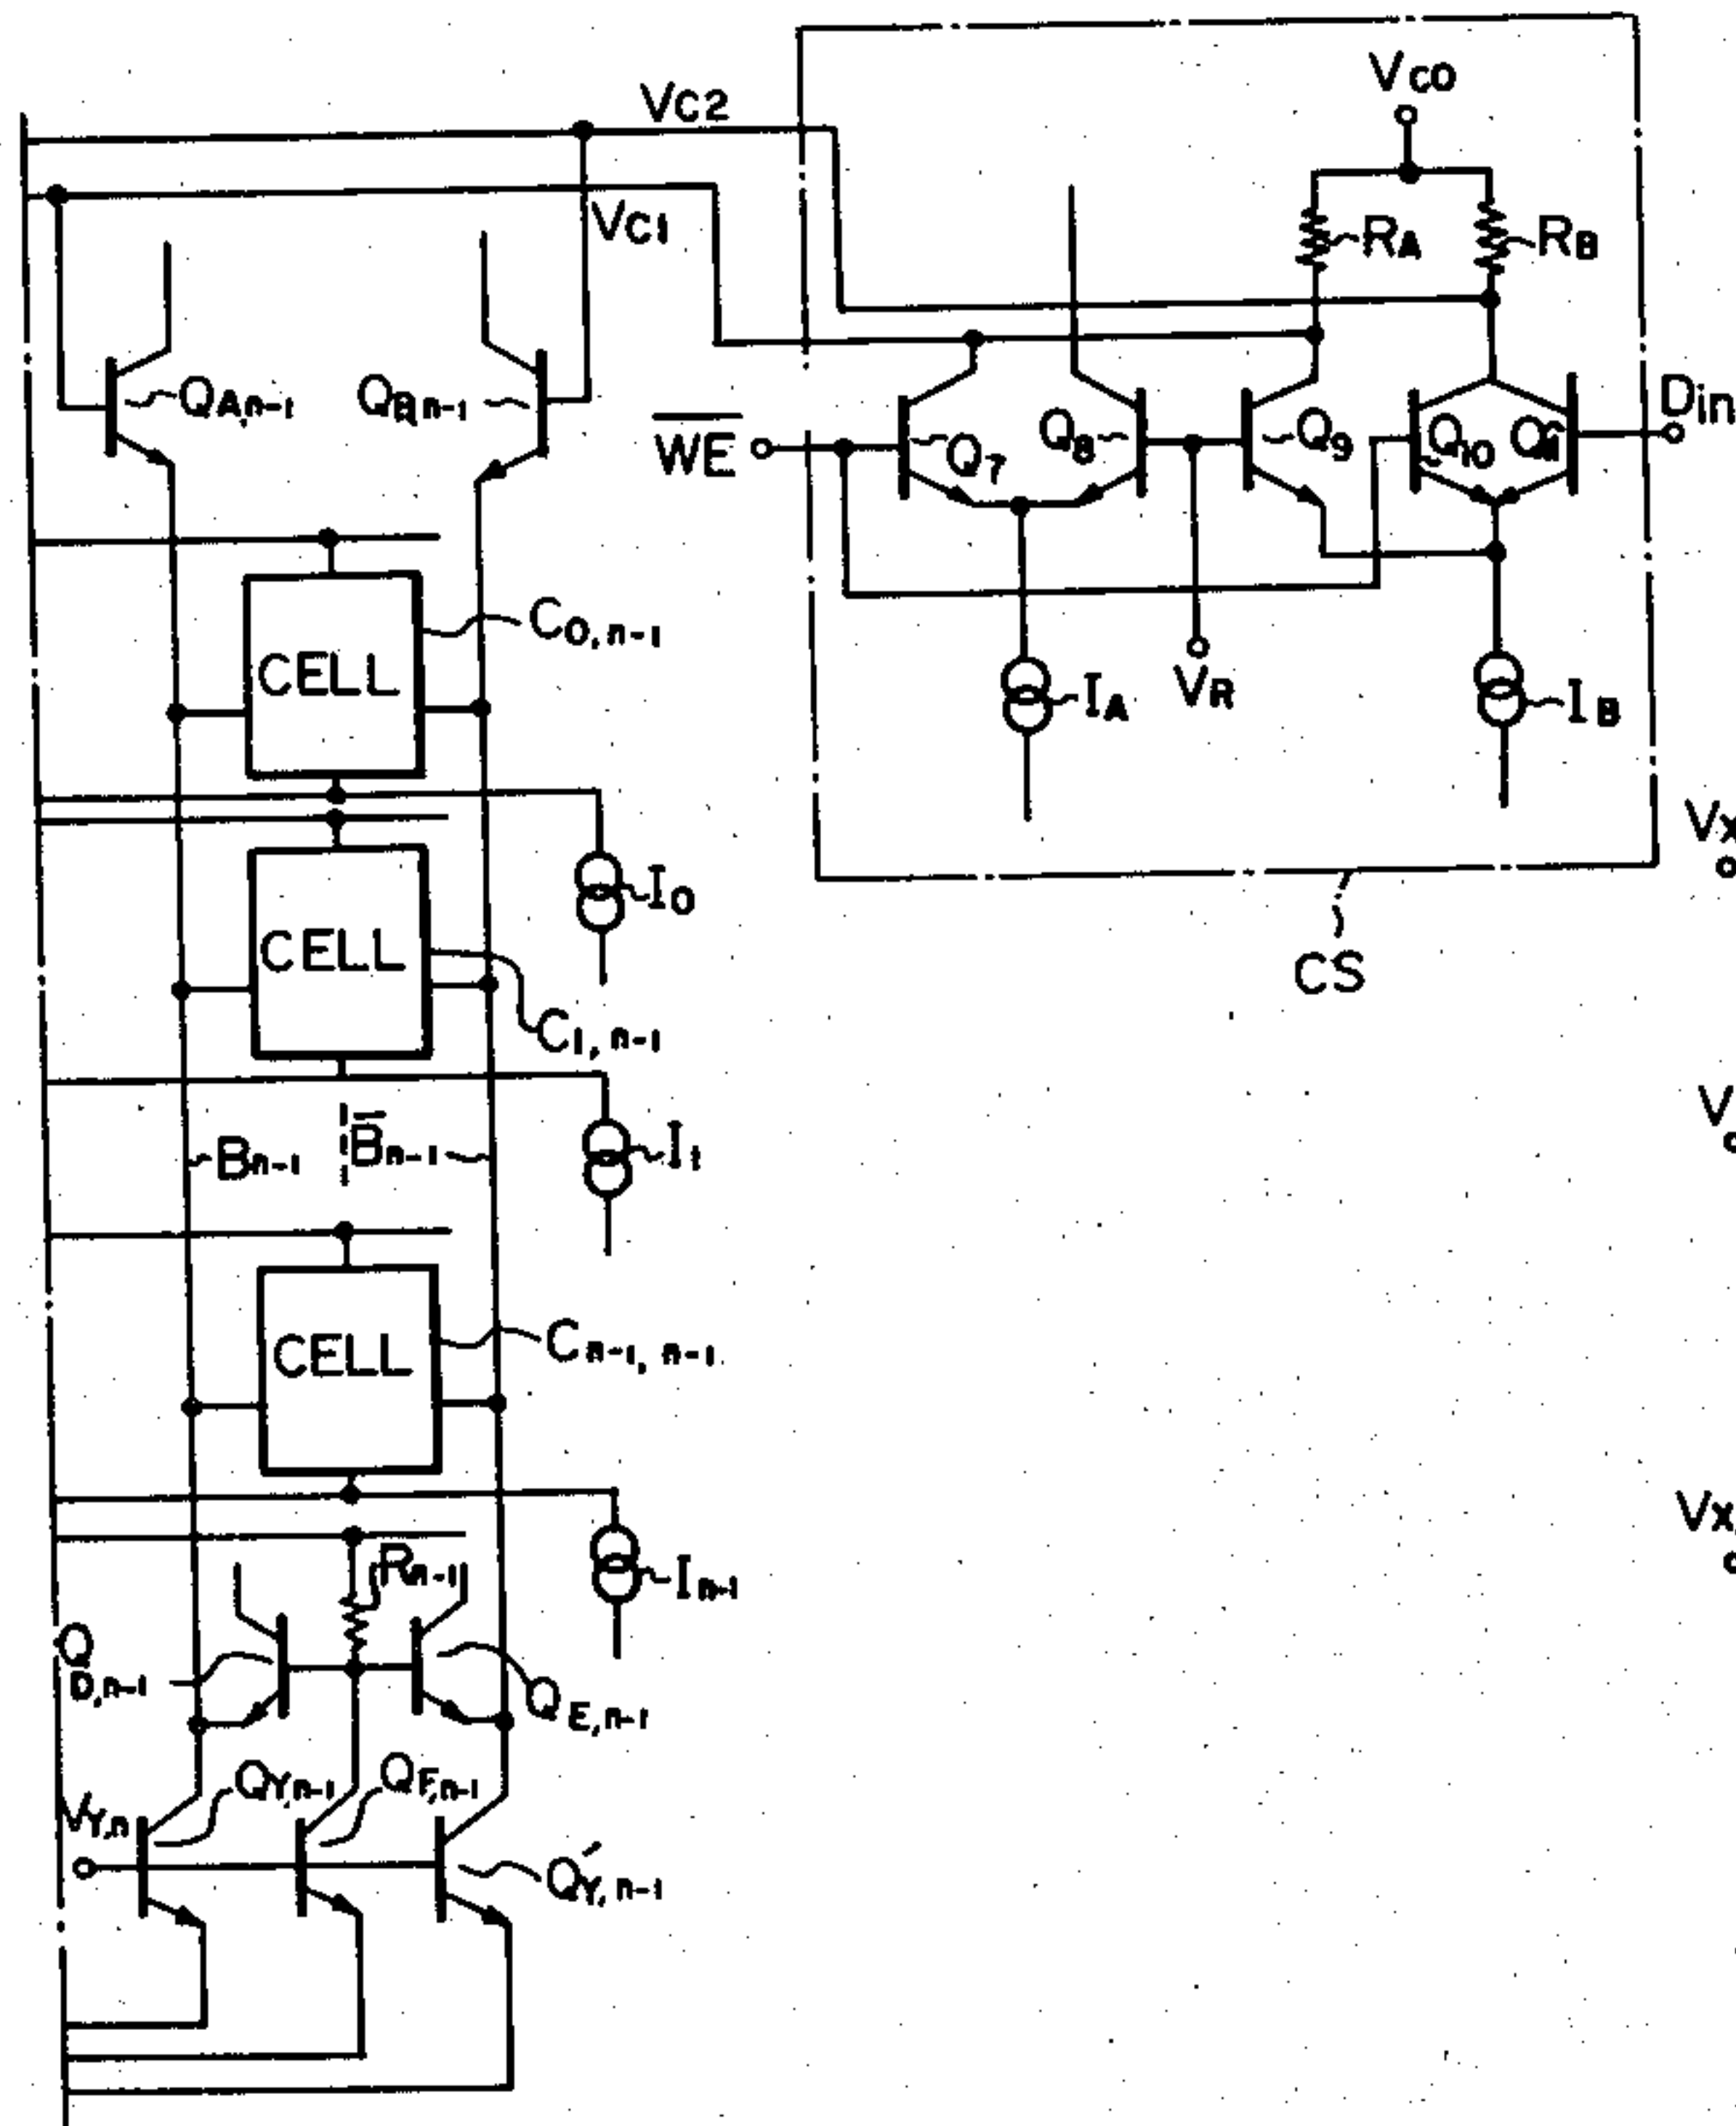 VC0
VC2
VC1
RA
RB
QA,n-1
QB,n-1
WE
Q7
Q8
Q9
Q10
Din
C0,n-1
CELL
IA
VR
IB
I0
CELL
CS
C1,n-1
Bn-1
Bn-1
I1
CELL
Cn-1,n-1
Rn-1
In-1
QD,n-1
QE,n-1
QY,n-1
QF,n-1
VY,n
Q'Y,n-1